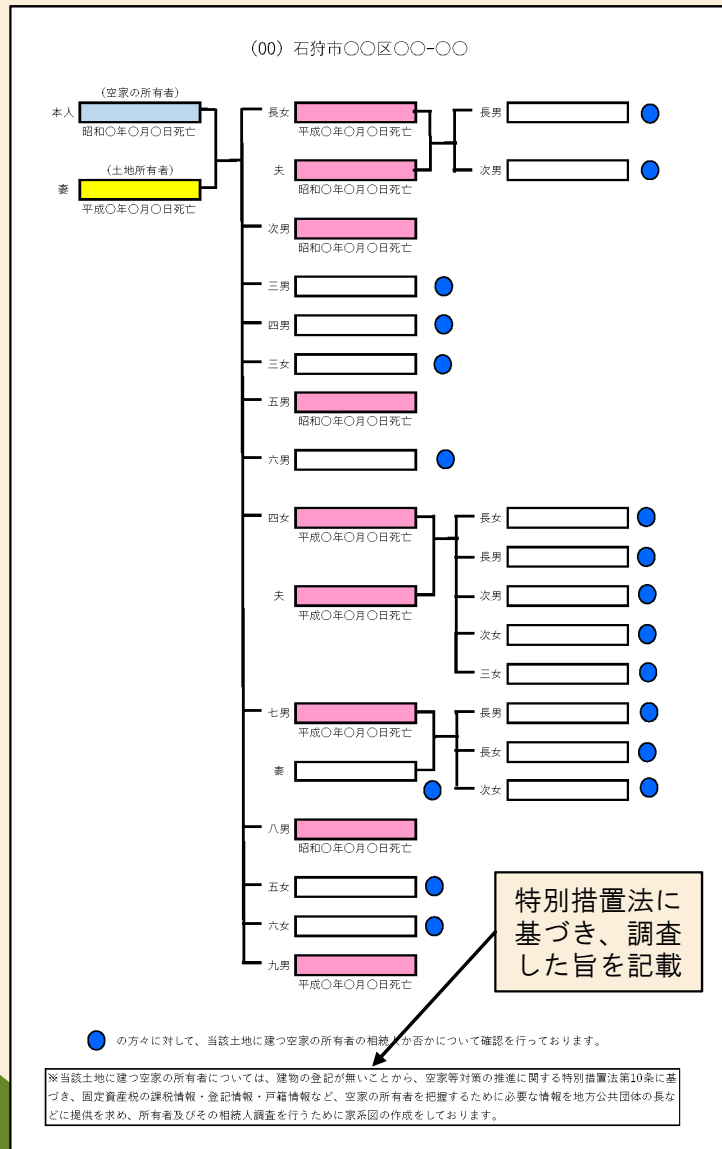 (00) 石狩市〇〇区〇〇-〇〇
(空家の所有者)
本人
昭和〇年〇月〇日死亡
(土地所有者)
妻
平成〇年〇月〇日死亡
長女
平成〇年〇月〇日死亡
夫
昭和〇年〇月〇日死亡
長男
次男
次男
昭和〇年〇月〇日死亡
三男
四男
三女
五男
昭和〇年〇月〇日死亡
六男
四女
平成〇年〇月〇日死亡
夫
平成〇年〇月〇日死亡
長女
長男
次男
次女
三女
七男
平成〇年〇月〇日死亡
妻
長男
長女
次女
八男
昭和〇年〇月〇日死亡
五女
六女
九男
平成〇年〇月〇日死亡
特別措置法に
基づき、調査
した旨を記載
の方々に対して、当該土地に建つ空家の所有者の相続人か否かについて確認を行っております。
※当該土地に建つ空家の所有者については、建物の登記が無いことから、空家等対策の推進に関する特別措置法第10条に基
づき、固定資産税の課税情報・登記情報・戸籍情報など、空家の所有者を把握するために必要な情報を地方公共団体の長な
どに提供を求め、所有者及びその相続人調査を行うために家系図の作成をしております。